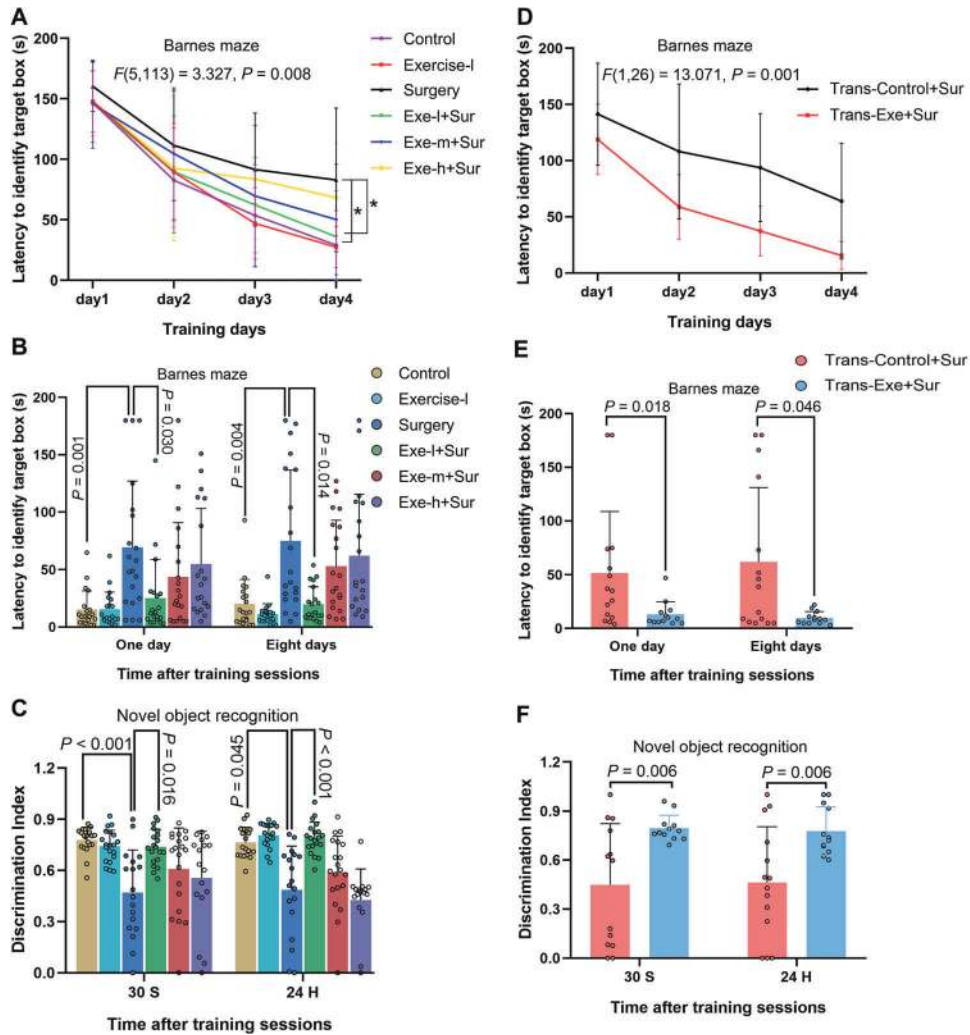 A
Barnes maze
F(5,113) = 3.327, P = 0.008
Latency to identify target box (s)
200
150
100
50
0
day1 day2 day3 day4
Training days
Control
Exercise-l
Surgery
Exe-l+Sur
Exe-m+Sur
Exe-h+Sur
*
*
D
Barnes maze
F(1,26) = 13.071, P = 0.001
Latency to identify target box (s)
200
150
100
50
0
day1 day2 day3 day4
Training days
Trans-Control+Sur
Trans-Exe+Sur
B
Barnes maze
Latency to identify target box (s)
200
150
100
50
0
P = 0.001
P = 0.030
P = 0.004
P = 0.014
One day Eight days
Time after training sessions
Control
Exercise-l
Surgery
Exe-l+Sur
Exe-m+Sur
Exe-h+Sur
E
Trans-Control+Sur
Trans-Exe+Sur
Barnes maze
P = 0.018
P = 0.046
Latency to identify target box (s)
200
150
100
50
0
One day Eight days
Time after training sessions
C
Novel object recognition
P < 0.001
P = 0.016
P = 0.045
P < 0.001
Discrimination Index
1.2
0.9
0.6
0.3
0.0
30 S 24 H
Time after training sessions
F
Novel object recognition
P = 0.006
P = 0.006
Discrimination Index
1.2
0.9
0.6
0.3
0.0
30 S 24 H
Time after training sessions